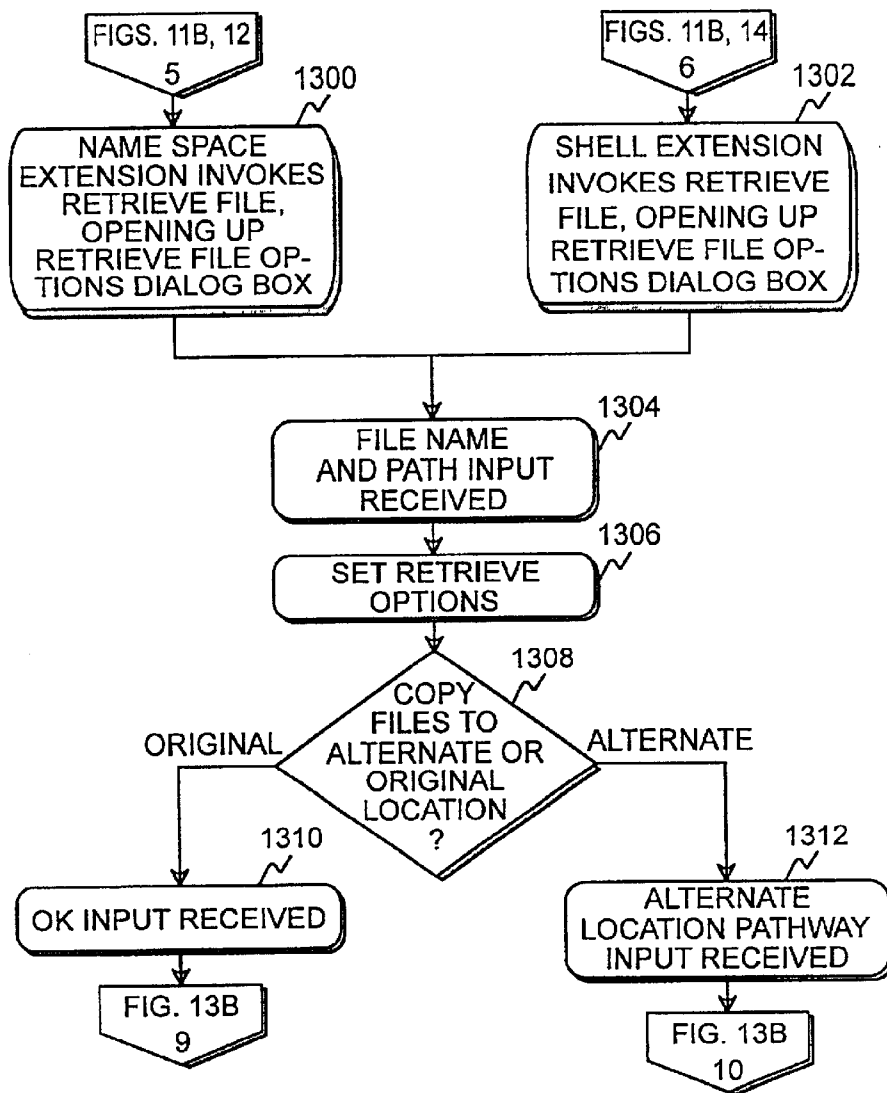 FIGS. 11B, 12
5
1300
NAME SPACE
EXTENSION INVOKES
RETRIEVE FILE,
OPENING UP
RETRIEVE FILE OP-
TIONS DIALOG BOX
FIGS. 11B, 14
6
1302
SHELL EXTENSION
INVOKES RETRIEVE
FILE, OPENING UP
RETRIEVE FILE OP-
TIONS DIALOG BOX
1304
FILE NAME
AND PATH INPUT
RECEIVED
1306
SET RETRIEVE
OPTIONS
1308
COPY
FILES TO
ALTERNATE OR
ORIGINAL
LOCATION
?
ORIGINAL
ALTERNATE
1310
OK INPUT RECEIVED
FIG. 13B
9
1312
ALTERNATE
LOCATION PATHWAY
INPUT RECEIVED
FIG. 13B
10